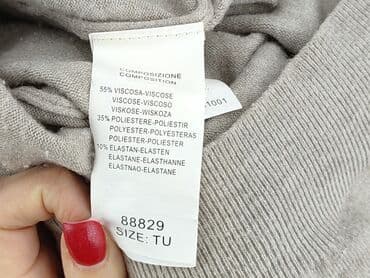 COMPOSIZIONE
COMPOSITION
55% VISCOSA-VISCOSE
VISCOSE-VISCOSO
VISKOSE-WISKOZA
35% POLIESTERE-POLIESTIR
POLYESTER-POLYESTERAS
POLIESTER-POLIESTER
10% ELASTAN-ELASTEN
ELASTANE-ELASTHANNE
ELASTNAO-ELASTANE
88829
SIZE: TU
1001